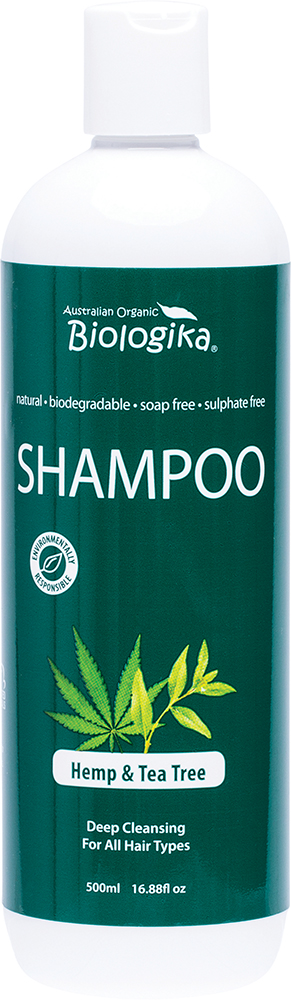 Australian Organic
Biologika®
natural • biodegradable • soap free • sulphate free
SHAMPOO
ENVIRONMENTALLY
RESPONSIBLE
Hemp & Tea Tree
Deep Cleansing
For All Hair Types
500ml 16.88fl oz